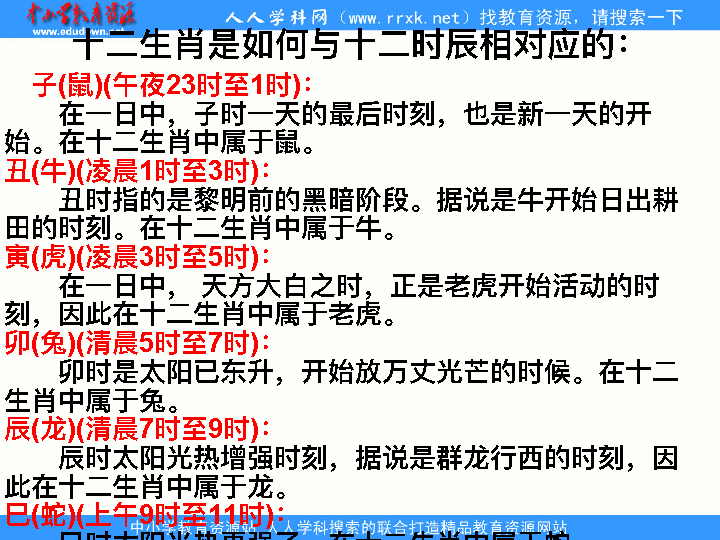 中小学教育资源
www.edudown.net
人人学科网（www.rrxk.net）找教育资源，请搜索一下
十二生肖是如何与十二时辰相对应的：
子(鼠)(午夜23时至1时)：
在一日中，子时一天的最后时刻，也是新一天的开
始。在十二生肖中属于鼠。
丑(牛)(凌晨1时至3时)：
丑时指的是黎明前的黑暗阶段。据说是牛开始日出耕
田的时刻。在十二生肖中属于牛。
寅(虎)(凌晨3时至5时)：
在一日中， 天方大白之时，正是老虎开始活动的时
刻，因此在十二生肖中属于老虎。
卯(兔)(清晨5时至7时)：
卯时是太阳已东升，开始放万丈光芒的时候。在十二
生肖中属于兔。
辰(龙)(清晨7时至9时)：
辰时太阳光热增强时刻，据说是群龙行西的时刻，因
此在十二生肖中属于龙。
巳(蛇)(上午9时至11时)：
中小学教育资源站 人人学科搜索的联合打造精品教育资源网站